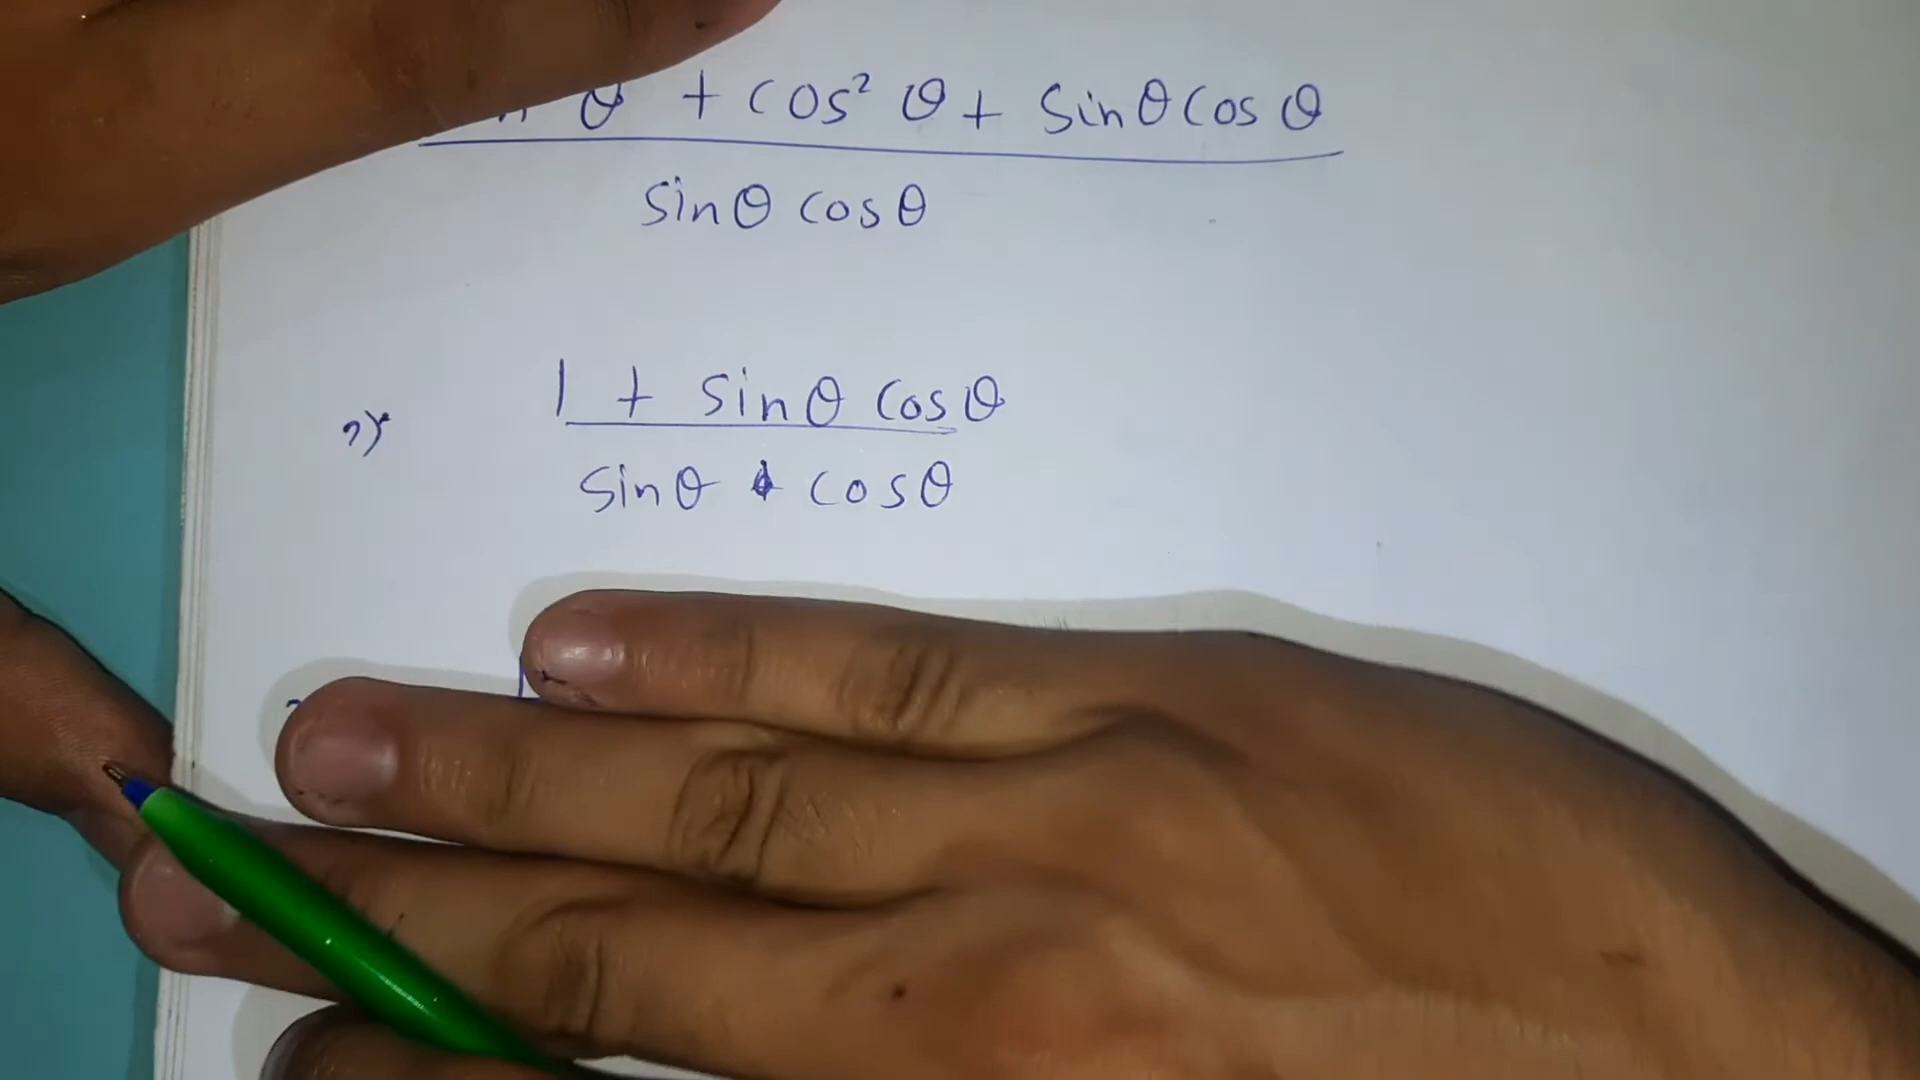 θ + cos² θ + sinθ cos θ
sinθ cosθ
1 + sinθ cosθ
sinθ cosθ